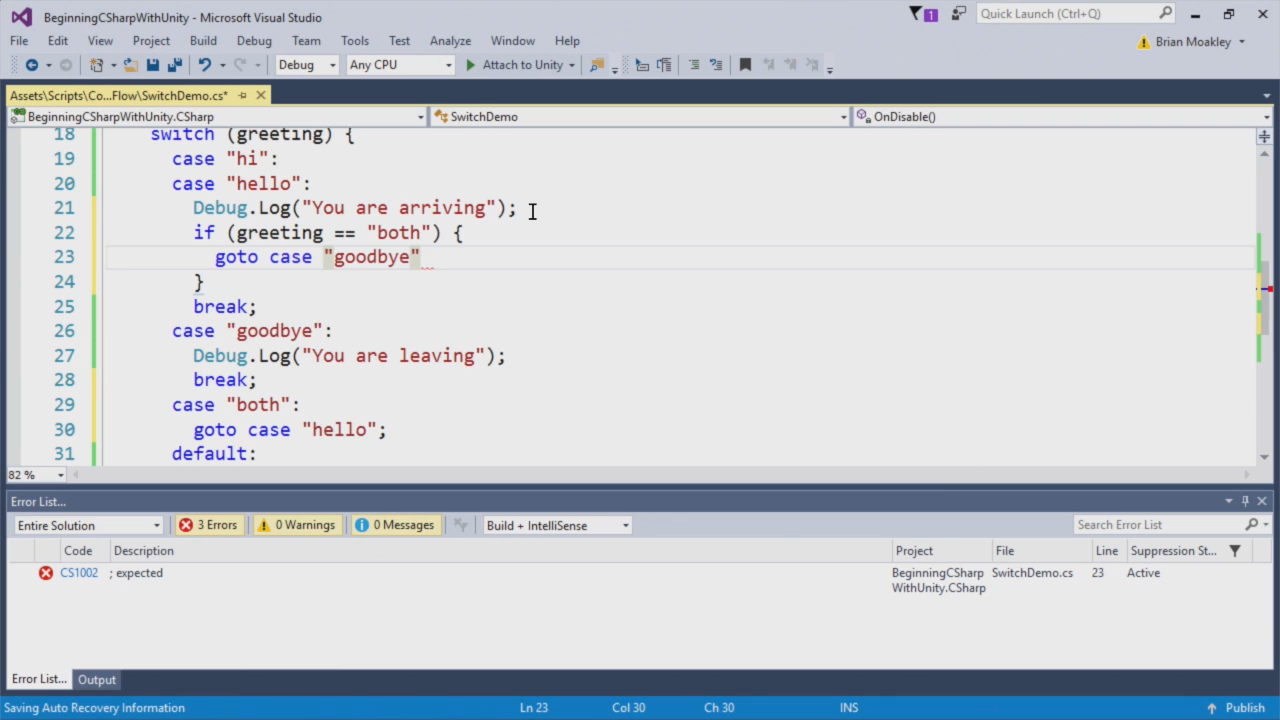 BeginningCSharpWithUnity - Microsoft Visual Studio
1
Quick Launch (Ctrl+Q)
File Edit View Project Build Debug Team Tools Test Analyze Window Help
Brian Moakley
Debug Any CPU Attach to Unity
Assets\Scripts\Co...Flow\SwitchDemo.cs*
BeginningCSharpWithUnity.CSharp SwitchDemo OnDisable()
18 switch (greeting) {
19 case "hi":
20 case "hello":
21 Debug.Log("You are arriving");
22 if (greeting == "both") {
23 goto case "goodbye"
24 }
25 break;
26 case "goodbye":
27 Debug.Log("You are leaving");
28 break;
29 case "both":
30 goto case "hello";
31 default:
82 %
Error List...
Entire Solution 3 Errors 0 Warnings 0 Messages Build + IntelliSense Search Error List
Code Description Project File Line Suppression St...
CS1002 ; expected BeginningCSharp SwitchDemo.cs 23 Active
WithUnity.CSharp
Error List... Output
Saving Auto Recovery Information Ln 23 Col 30 Ch 30 INS Publish